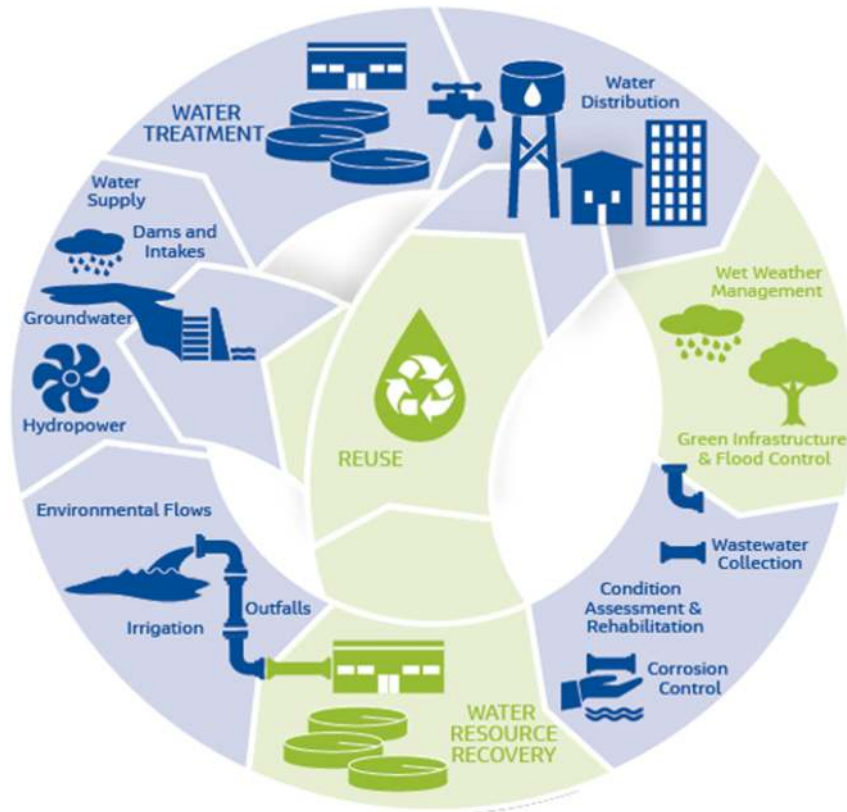 WATER
TREATMENT
Water
Distribution
Water
Supply
Dams and
Intakes
Groundwater
Hydropower
Wet Weather
Management
Green Infrastructure
& Flood Control
REUSE
Environmental Flows
Irrigation
Outfalls
Wastewater
Collection
Condition
Assessment &
Rehabilitation
Corrosion
Control
WATER
RESOURCE
RECOVERY